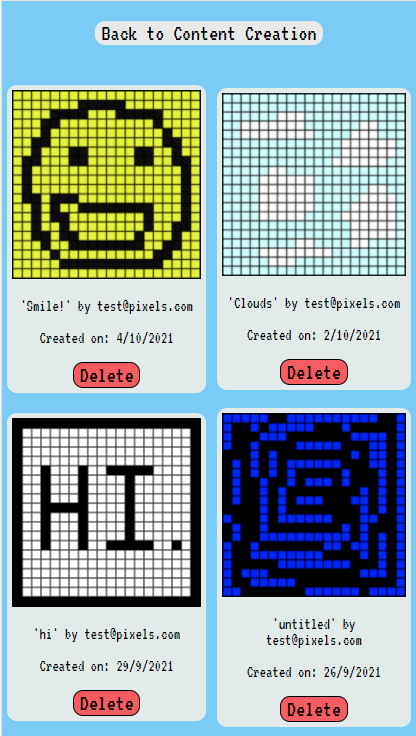 Back to Content Creation
'Smile!' by test@pixels.com
Created on: 4/10/2021
Delete
'Clouds' by test@pixels.com
Created on: 2/10/2021
Delete
HI.
'hi' by test@pixels.com
Created on: 29/9/2021
Delete
'untitled' by
test@pixels.com
Created on: 26/9/2021
Delete